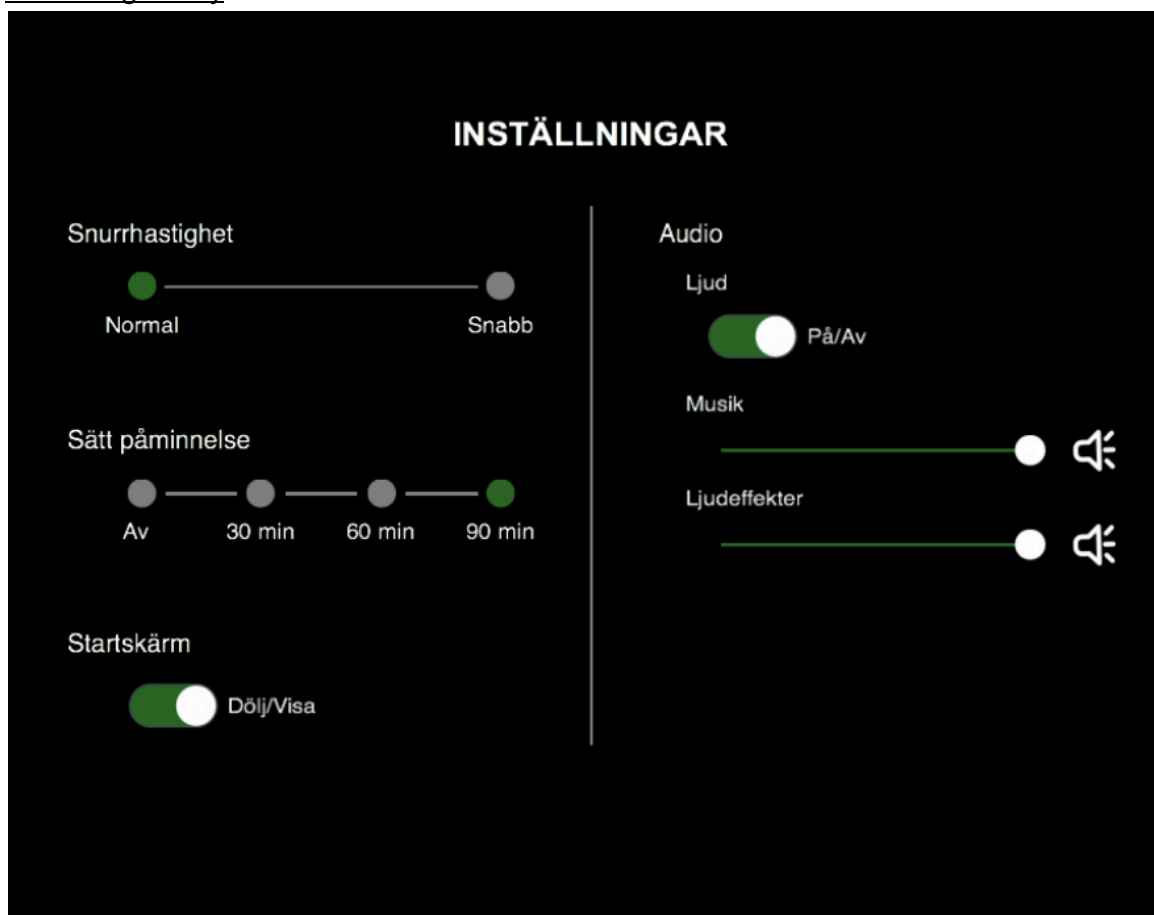 INSTÄLLNINGAR
Snurrhastighet
Normal Snabb
Sätt påminnelse
Av 30 min 60 min 90 min
Startskärm
Dölj/Visa
Audio
Ljud
På/Av
Musik
Ljudeffekter